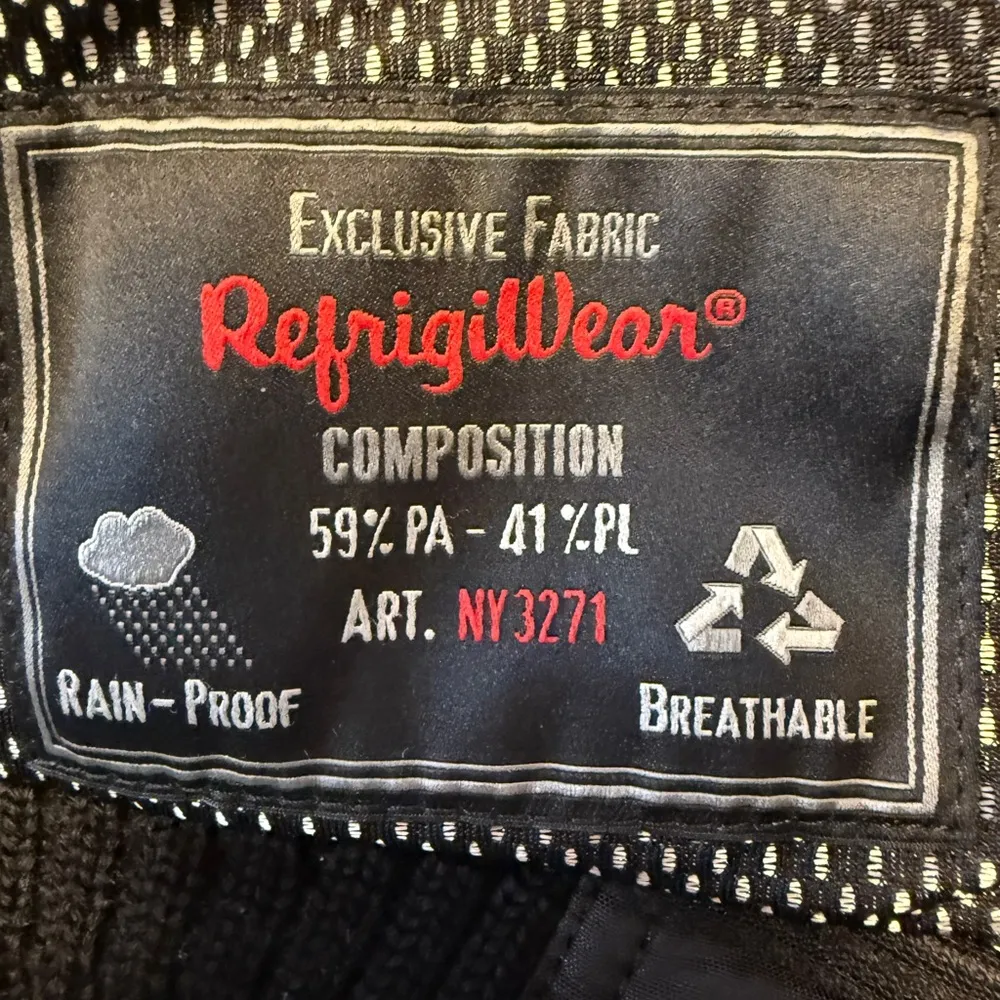 EXCLUSIVE FABRIC
RefrigiWear®
COMPOSITION
59% PA - 41 % PL
ART. NY3271
RAIN-PROOF
BREATHABLE